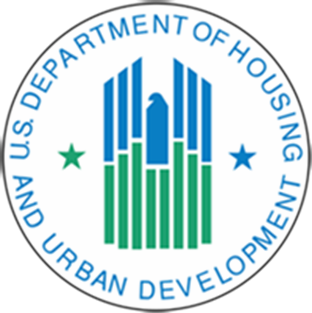 U.S. DEPARTMENT OF HOUSING
AND URBAN DEVELOPMENT